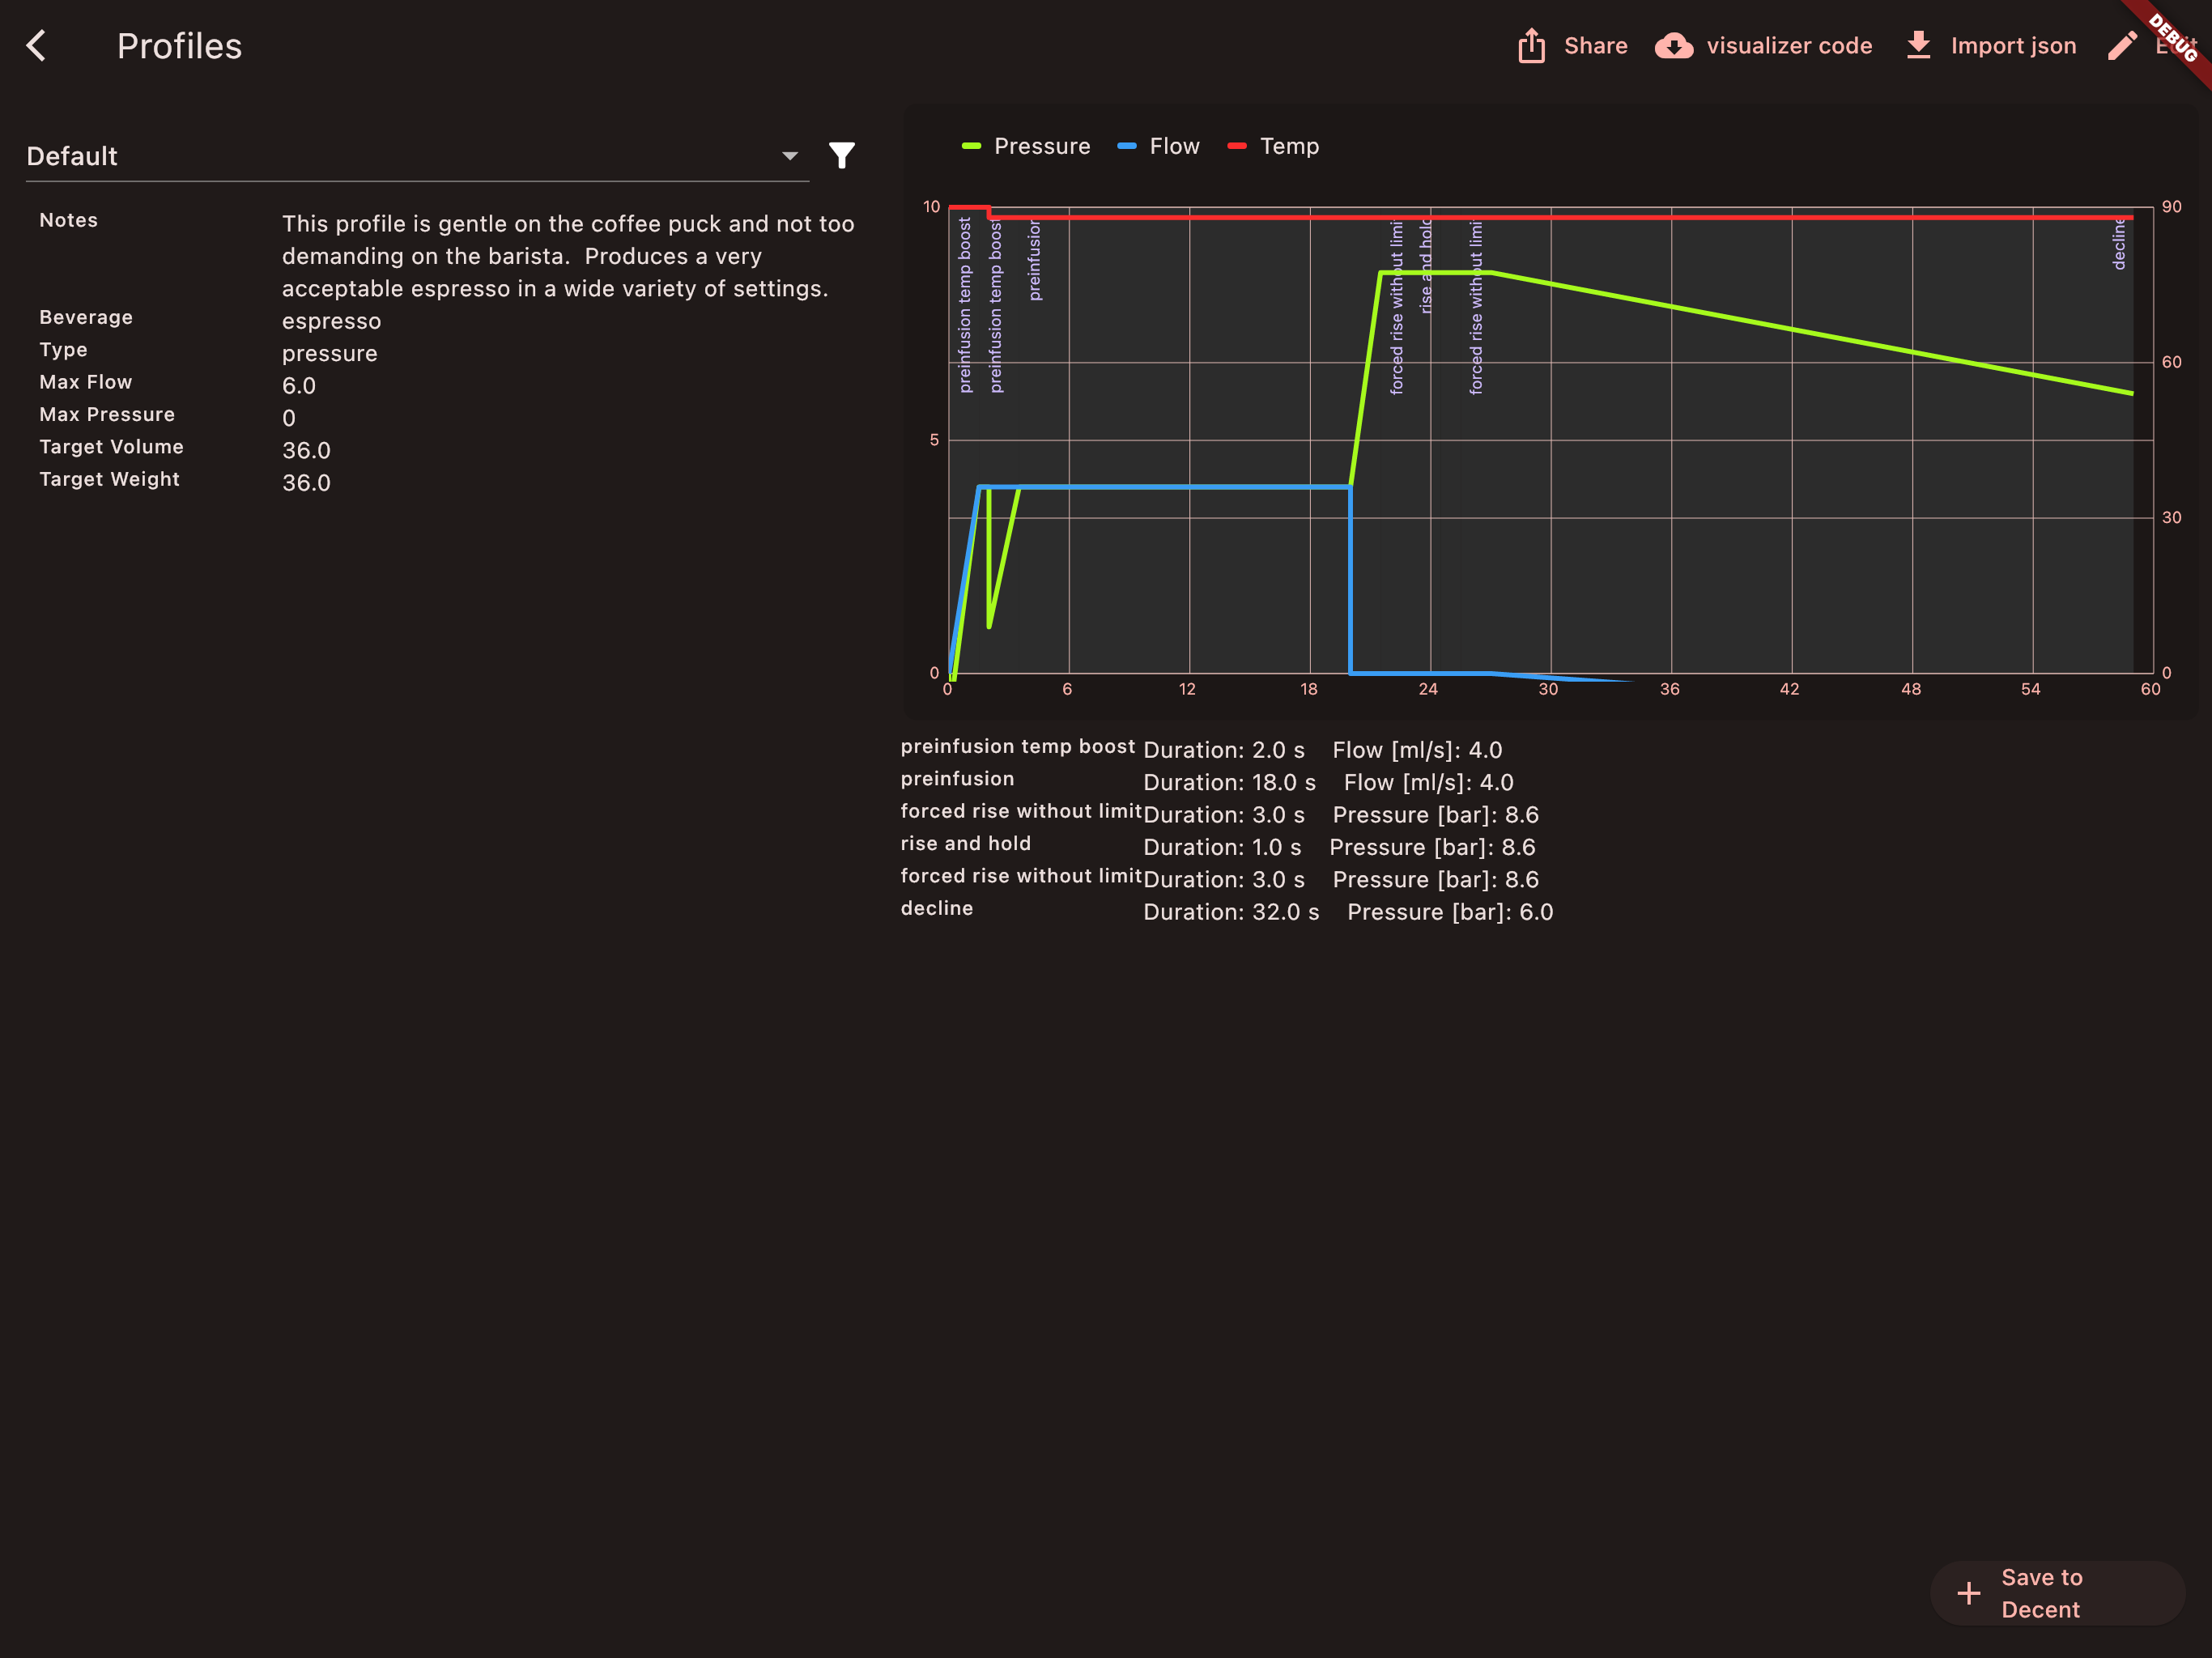 Profiles
Share
visualizer code
Import json
DEBUG
Default
Notes
This profile is gentle on the coffee puck and not too
demanding on the barista.  Produces a very
acceptable espresso in a wide variety of settings.
Beverage
espresso
Type
pressure
Max Flow
6.0
Max Pressure
0
Target Volume
36.0
Target Weight
36.0
Pressure
Flow
Temp
10
5
0
90
60
30
0
preinfusion temp boost
preinfusion temp boost
preinfusion
forced rise without limit
rise and hold
forced rise without limit
decline
0
6
12
18
24
30
36
42
48
54
60
preinfusion temp boost Duration: 2.0 s Flow [ml/s]: 4.0
preinfusion Duration: 18.0 s Flow [ml/s]: 4.0
forced rise without limit Duration: 3.0 s Pressure [bar]: 8.6
rise and hold Duration: 1.0 s Pressure [bar]: 8.6
forced rise without limit Duration: 3.0 s Pressure [bar]: 8.6
decline Duration: 32.0 s Pressure [bar]: 6.0
Save to
Decent